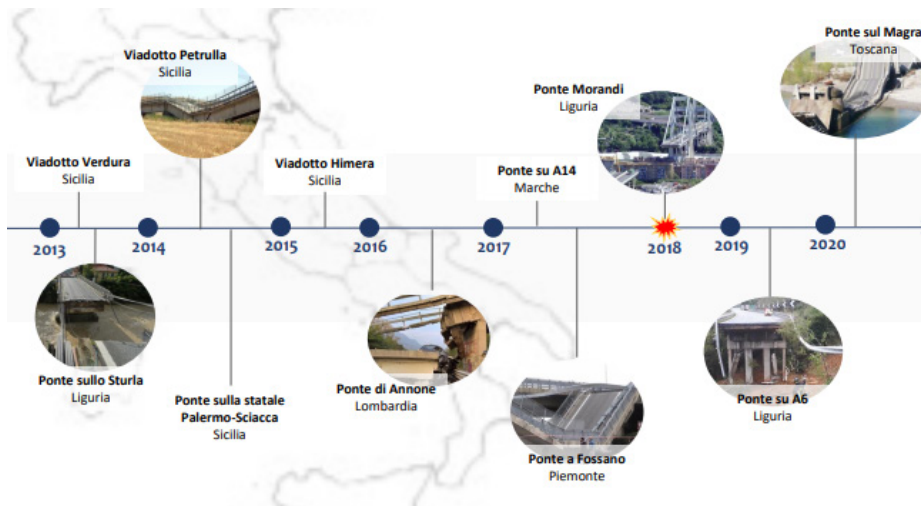 Ponte sul Magra
Toscana
Viadotto Petrulla
Sicilia
Ponte Morandi
Liguria
Viadotto Verdura
Sicilia
Viadotto Himera
Sicilia
Ponte su A14
Marche
2013
2014
2015
2016
2017
2018
2019
2020
Ponte sullo Sturla
Liguria
Ponte sulla statale
Palermo-Sciacca
Sicilia
Ponte di Annone
Lombardia
Ponte su A6
Liguria
Ponte a Fossano
Piemonte